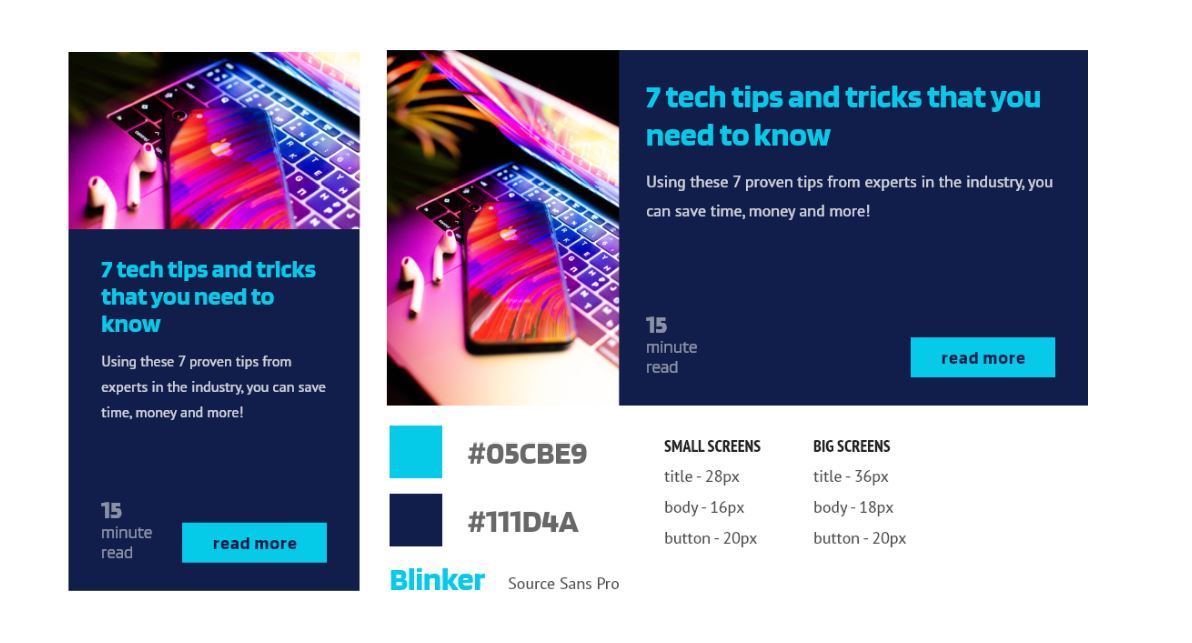 7 tech tips and tricks
that you need to
know
Using these 7 proven tips from
experts in the industry, you can save
time, money and more!
15
minute
read
read more
7 tech tips and tricks that you
need to know
Using these 7 proven tips from experts in the industry, you
can save time, money and more!
15
minute
read
read more
#05CBE9
#111D4A
Blinker
Source Sans Pro
SMALL SCREENS
title - 28px
body - 16px
button - 20px
BIG SCREENS
title - 36px
body - 18px
button - 20px